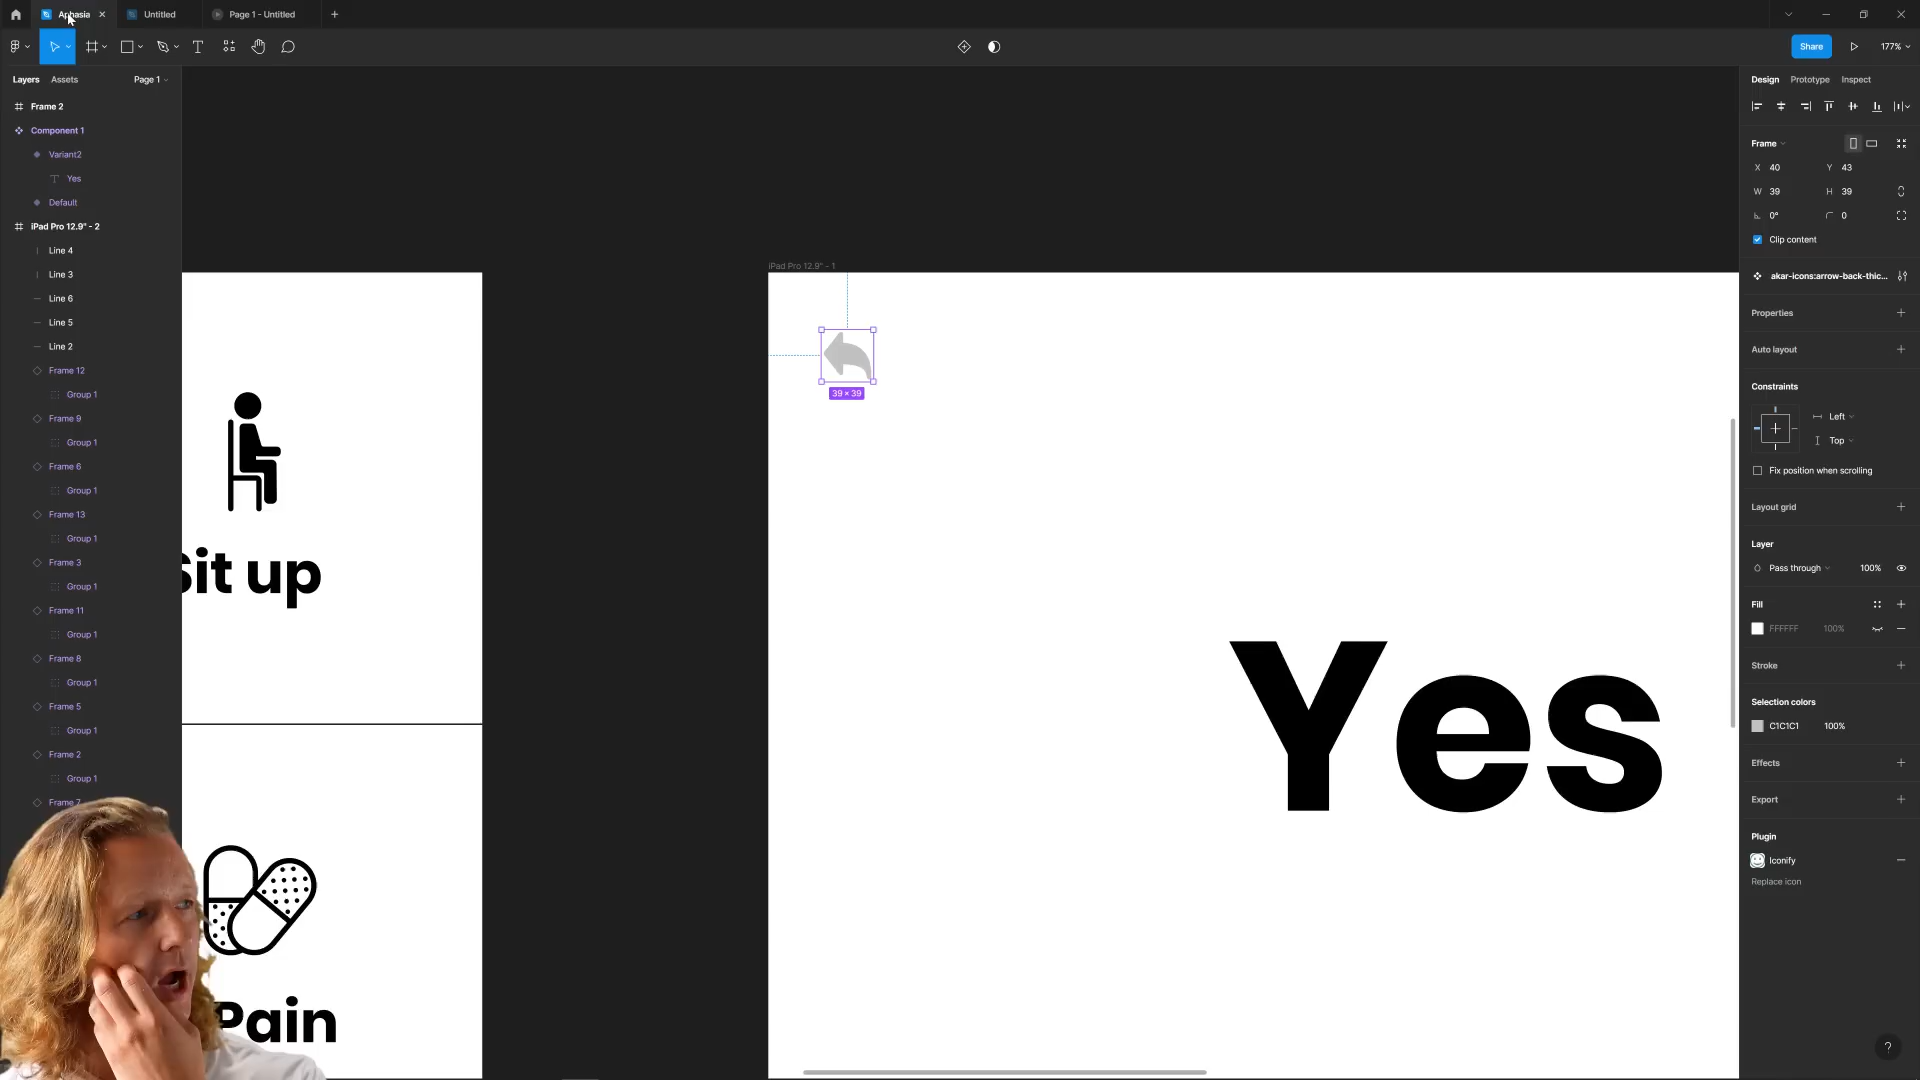 Aphasia
Untitled
Page 1 - Untitled
Share
177%
Layers
Assets
Page 1
Frame 2
Component 1
Variant2
Yes
Default
iPad Pro 12.9" - 2
Line 4
Line 3
Line 6
Line 5
Line 2
Frame 12
Group 1
Frame 9
Group 1
Frame 6
Group 1
Frame 13
Group 1
Frame 3
Group 1
Frame 11
Group 1
Frame 8
Group 1
Frame 5
Group 1
Frame 2
Group 1
Frame 7
Sit up
Pain
iPad Pro 12.9" - 1
39 × 39
Yes
Design
Prototype
Inspect
Frame
X 40
Y 43
W 39
H 39
0°
0
Clip content
akar-icons:arrow-back-thic...
Properties
Auto layout
Constraints
Left
Top
Fix position when scrolling
Layout grid
Layer
Pass through
100%
Fill
FFFFFF
100%
Stroke
Selection colors
C1C1C1
100%
Effects
Export
Plugin
Iconify
Replace icon
?